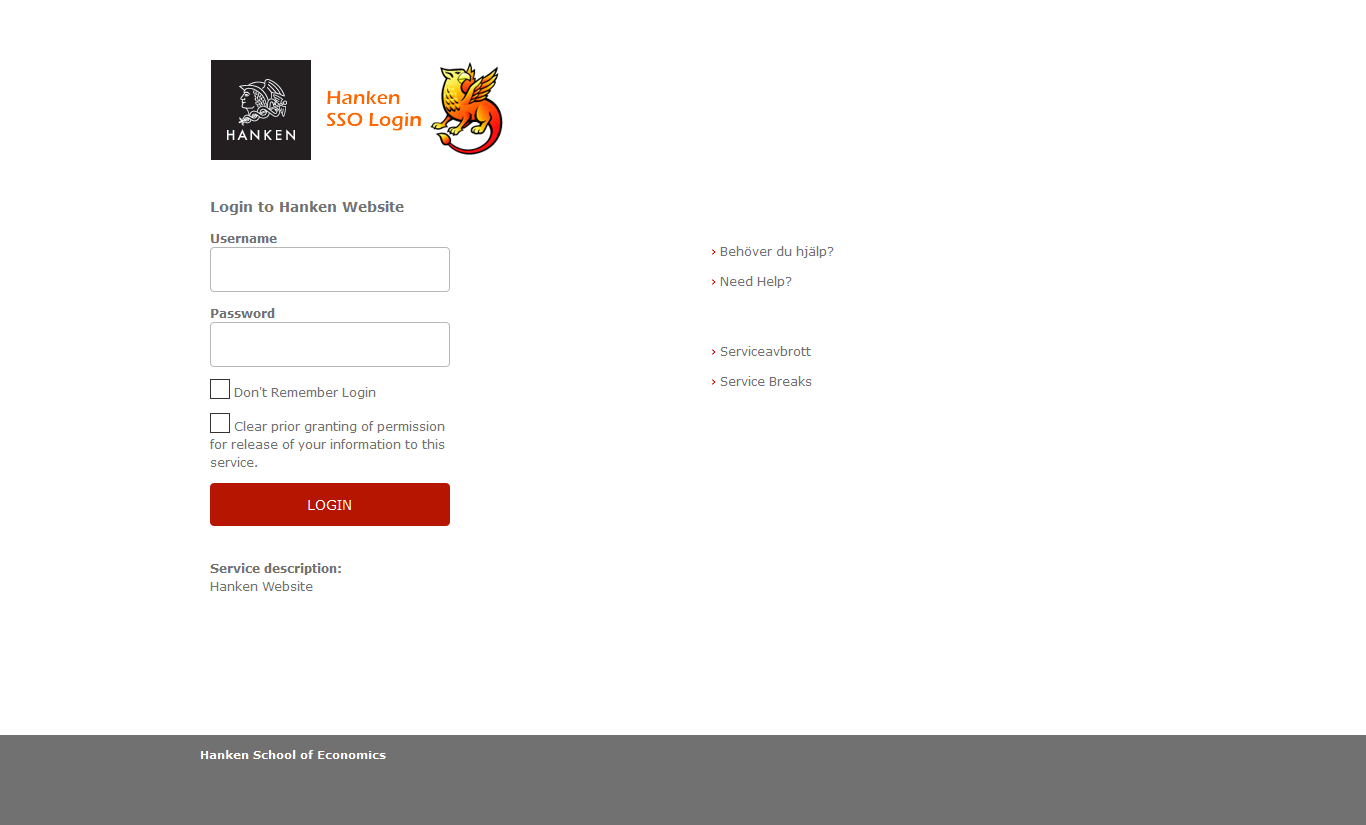 HANKEN
Hanken
SSO Login
Login to Hanken Website
Username
Password
Don't Remember Login
Clear prior granting of permission
for release of your information to this
service.
LOGIN
Service description:
Hanken Website
› Behöver du hjälp?
› Need Help?
› Serviceavbrott
› Service Breaks
Hanken School of Economics